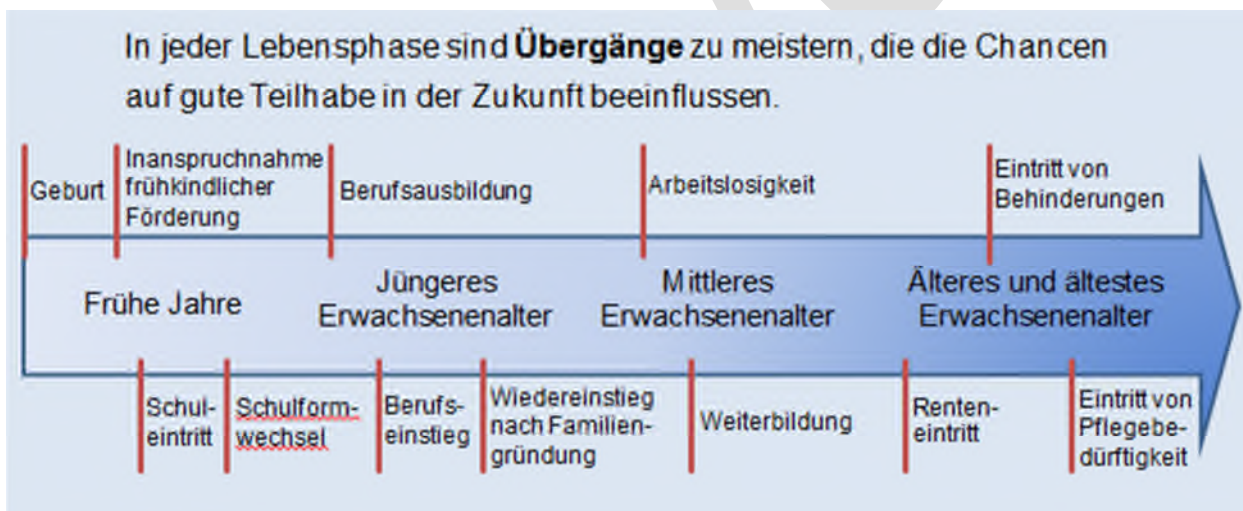 In jeder Lebensphase sind Übergänge zu meistern, die die Chancen
auf gute Teilhabe in der Zukunft beeinflussen.
Geburt
Inanspruchnahme
frühkindlicher
Förderung
Berufsausbildung
Arbeitslosigkeit
Eintritt von
Behinderungen
Frühe Jahre
Jüngeres
Erwachsenenalter
Mittleres
Erwachsenenalter
Älteres und ältestes
Erwachsenenalter
Schul-
eintritt
Schulform-
wechsel
Berufs-
einstieg
Wiedereinstieg
nach Familien-
gründung
Weiterbildung
Renten-
eintritt
Eintritt von
Pflegebe-
dürftigkeit